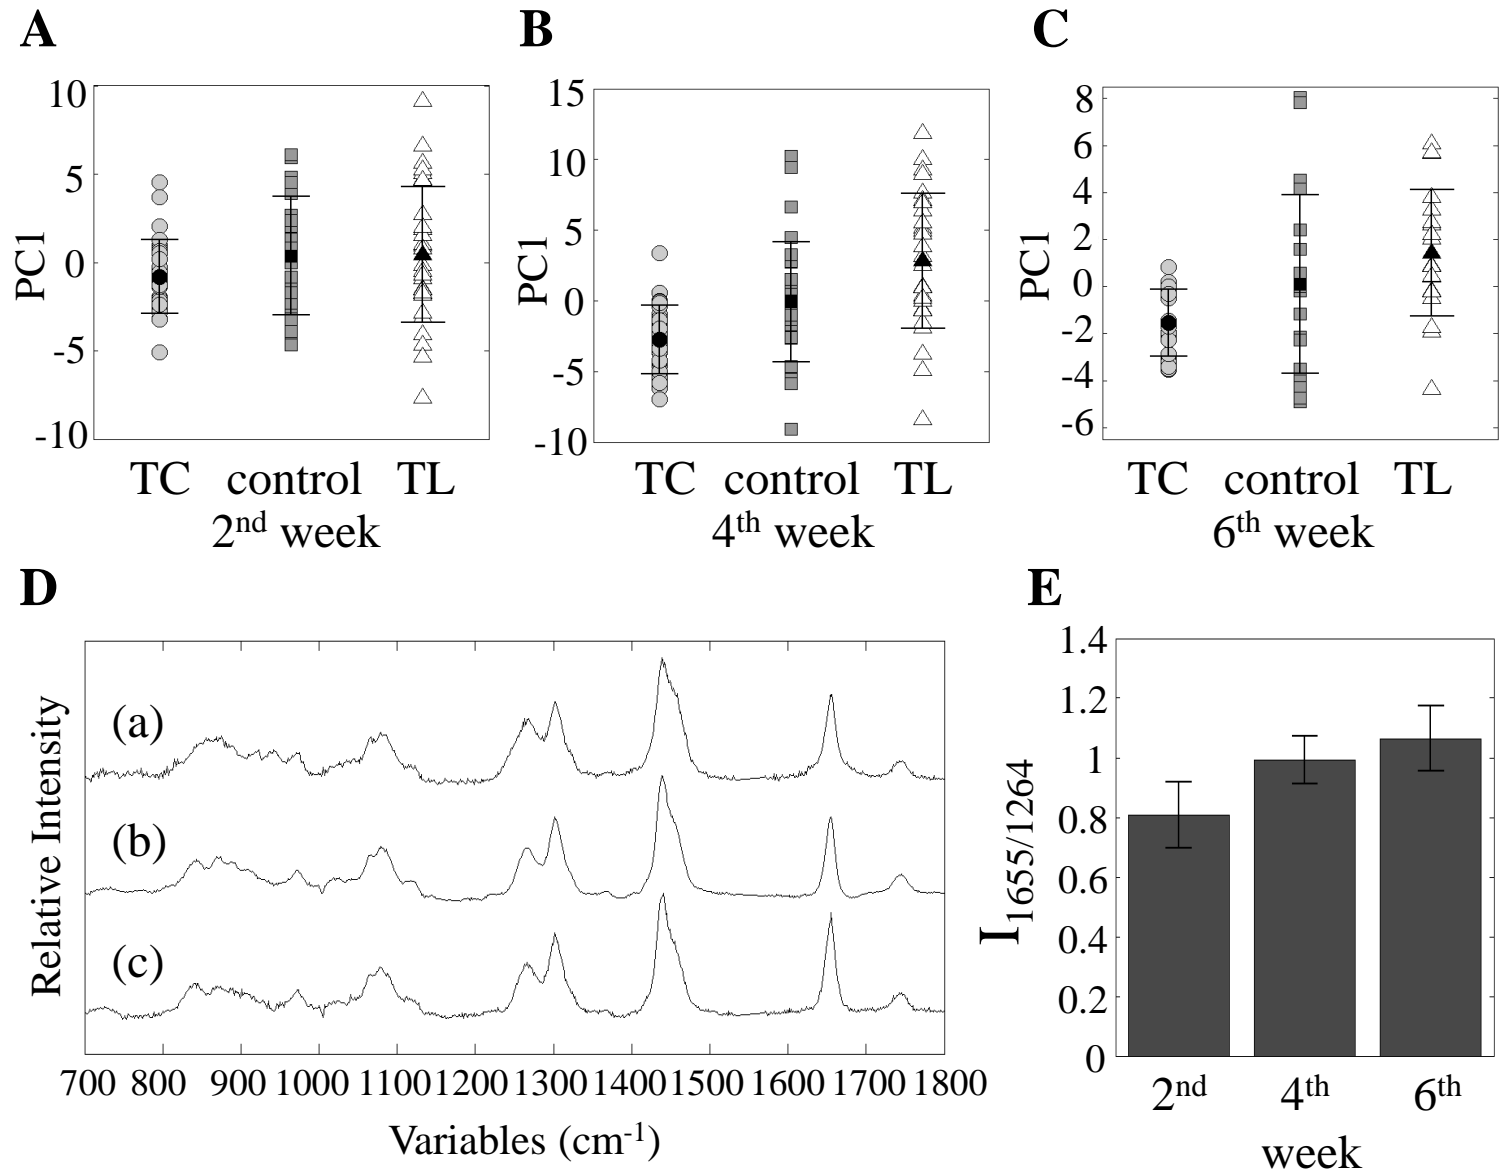 A
B
C
10
5
0
-5
-10
PC1
TC control TL
2nd week
15
10
5
0
-5
-10
PC1
TC control TL
4th week
8
6
4
2
0
-2
-4
-6
PC1
TC control TL
6th week
D
Relative Intensity
(a)
(b)
(c)
700 800 900 1000 1100 1200 1300 1400 1500 1600 1700 1800
Variables (cm-1)
E
1.4
1.2
1
0.8
0.6
0.4
0.2
0
I1655/1264
2nd 4th 6th
week